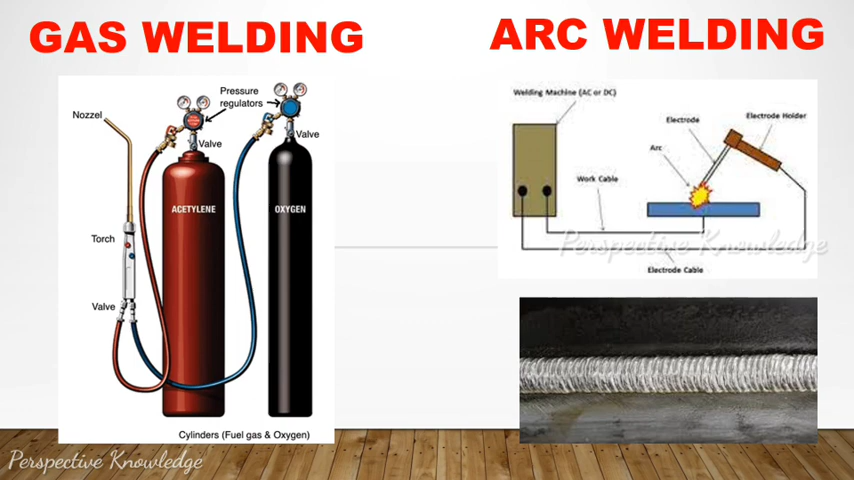 GAS WELDING
ARC WELDING
Pressure
regulators
Nozzel
Valve
Valve
ACETYLENE
OXYGEN
Torch
Valve
Cylinders (Fuel gas & Oxygen)
Welding Machine (AC or DC)
Electrode
Electrode Holder
Arc
Work Cable
Perspective Knowledge
Electrode Cable
Perspective Knowledge